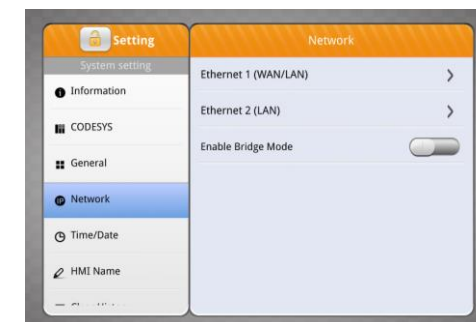 Setting
System setting
Information
CODESYS
General
Network
Time/Date
HMI Name
Network
Ethernet 1 (WAN/LAN)
Ethernet 2 (LAN)
Enable Bridge Mode